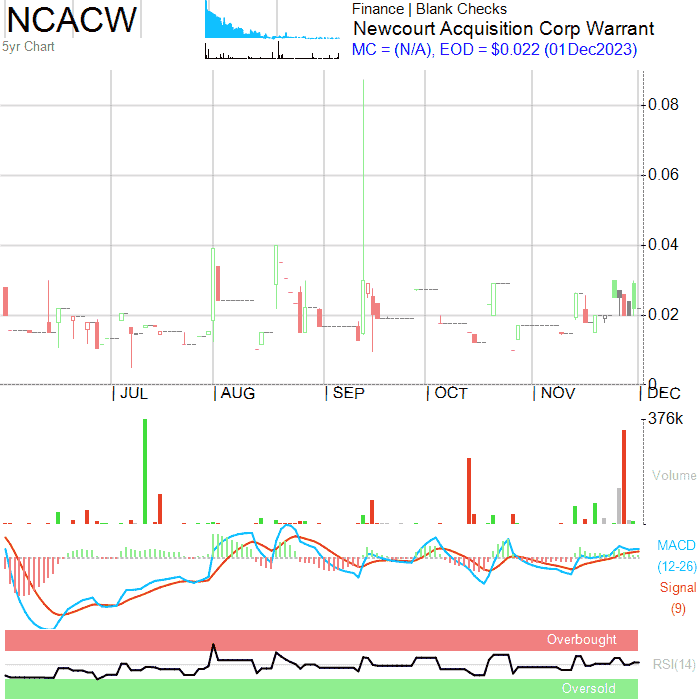 NCACW
5yr Chart
Finance | Blank Checks
Newcourt Acquisition Corp Warrant
MC = (N/A), EOD = $0.022 (01Dec2023)
0.08
0.06
0.04
0.02
0
JUL AUG SEP OCT NOV DEC
376k
Volume
MACD
(12-26)
Signal
(9)
Overbought
RSI(14)
Oversold